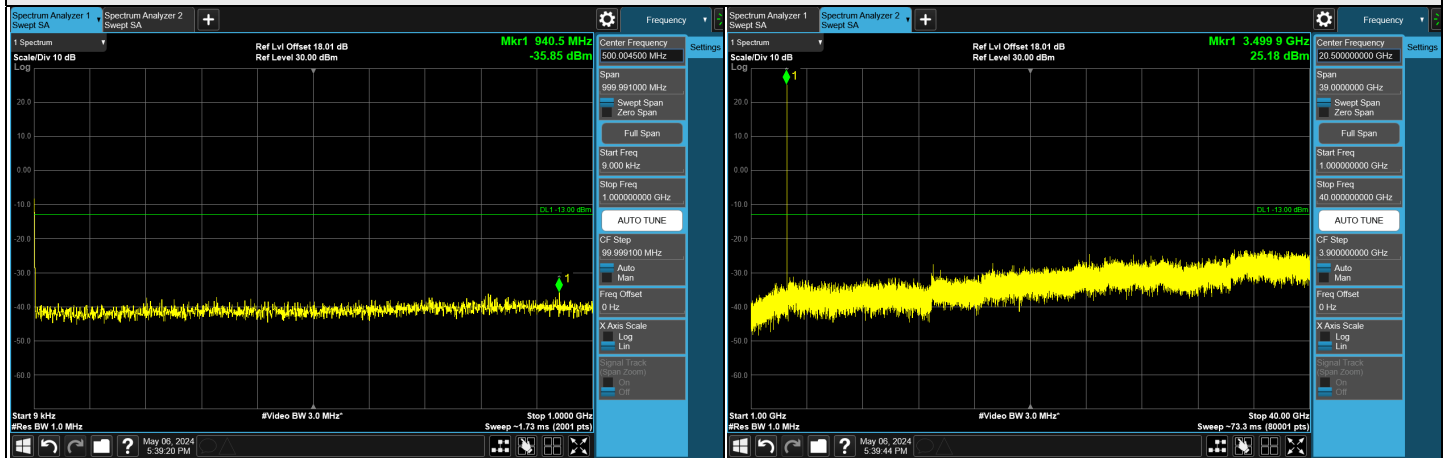 Spectrum Analyzer 1
Swept SA
Spectrum Analyzer 2
Swept SA
+
Frequency
1 Spectrum
Scale/Div 10 dB
Log
Ref Lvl Offset 18.01 dB
Ref Level 30.00 dBm
Mkr1 940.5 MHz
-35.85 dBm
1
20.0
10.0
0.00
-10.0
-20.0
-30.0
-40.0
-50.0
-60.0
DL1 -13.00 dBm
Start 9 kHz
#Res BW 1.0 MHz
#Video BW 3.0 MHz*
Stop 1.0000 GHz
Sweep ~1.73 ms (2001 pts)
Center Frequency
500.004500 MHz
Settings
Span
999.991000 MHz
Swept Span
Zero Span
Full Span
Start Freq
9.000 kHz
Stop Freq
1.000000000 GHz
AUTO TUNE
CF Step
99.999100 MHz
Auto
Man
Freq Offset
0 Hz
X Axis Scale
Log
Lin
Signal Track
(Span Zoom)
On
Off
?
May 06, 2024
5:39:20 PM
Spectrum Analyzer 1
Swept SA
Spectrum Analyzer 2
Swept SA
+
Frequency
1 Spectrum
Scale/Div 10 dB
Log
Ref Lvl Offset 18.01 dB
Ref Level 30.00 dBm
Mkr1 3.499 9 GHz
25.18 dBm
1
20.0
10.0
0.00
-10.0
-20.0
-30.0
-40.0
-50.0
-60.0
DL1 -13.00 dBm
Start 1.00 GHz
#Res BW 1.0 MHz
#Video BW 3.0 MHz*
Stop 40.00 GHz
Sweep ~73.3 ms (80001 pts)
Center Frequency
20.500000000 GHz
Settings
Span
39.0000000 GHz
Swept Span
Zero Span
Full Span
Start Freq
1.000000000 GHz
Stop Freq
40.000000000 GHz
AUTO TUNE
CF Step
3.900000000 GHz
Auto
Man
Freq Offset
0 Hz
X Axis Scale
Log
Lin
Signal Track
(Span Zoom)
On
Off
?
May 06, 2024
5:39:44 PM